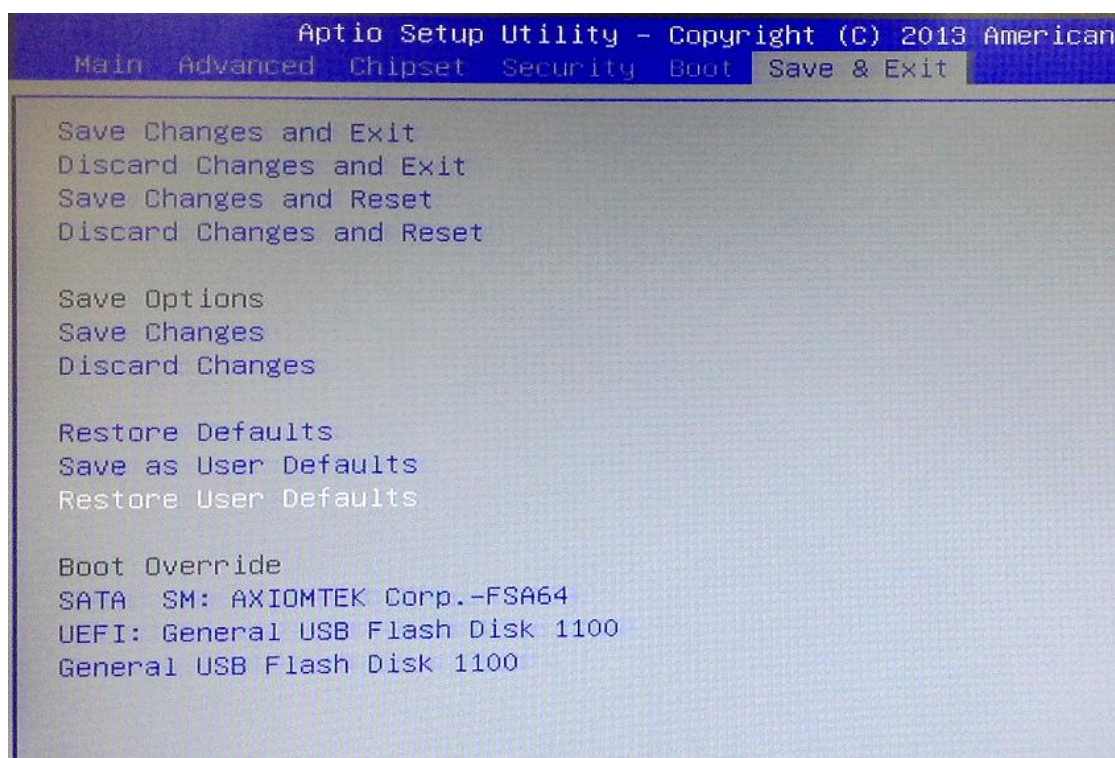 Aptio Setup Utility – Copyright (C) 2013 American
Main Advanced Chipset Security Boot Save & Exit
Save Changes and Exit
Discard Changes and Exit
Save Changes and Reset
Discard Changes and Reset
Save Options
Save Changes
Discard Changes
Restore Defaults
Save as User Defaults
Restore User Defaults
Boot Override
SATA  SM: AXIOMTEK Corp.-FSA64
UEFI: General USB Flash Disk 1100
General USB Flash Disk 1100